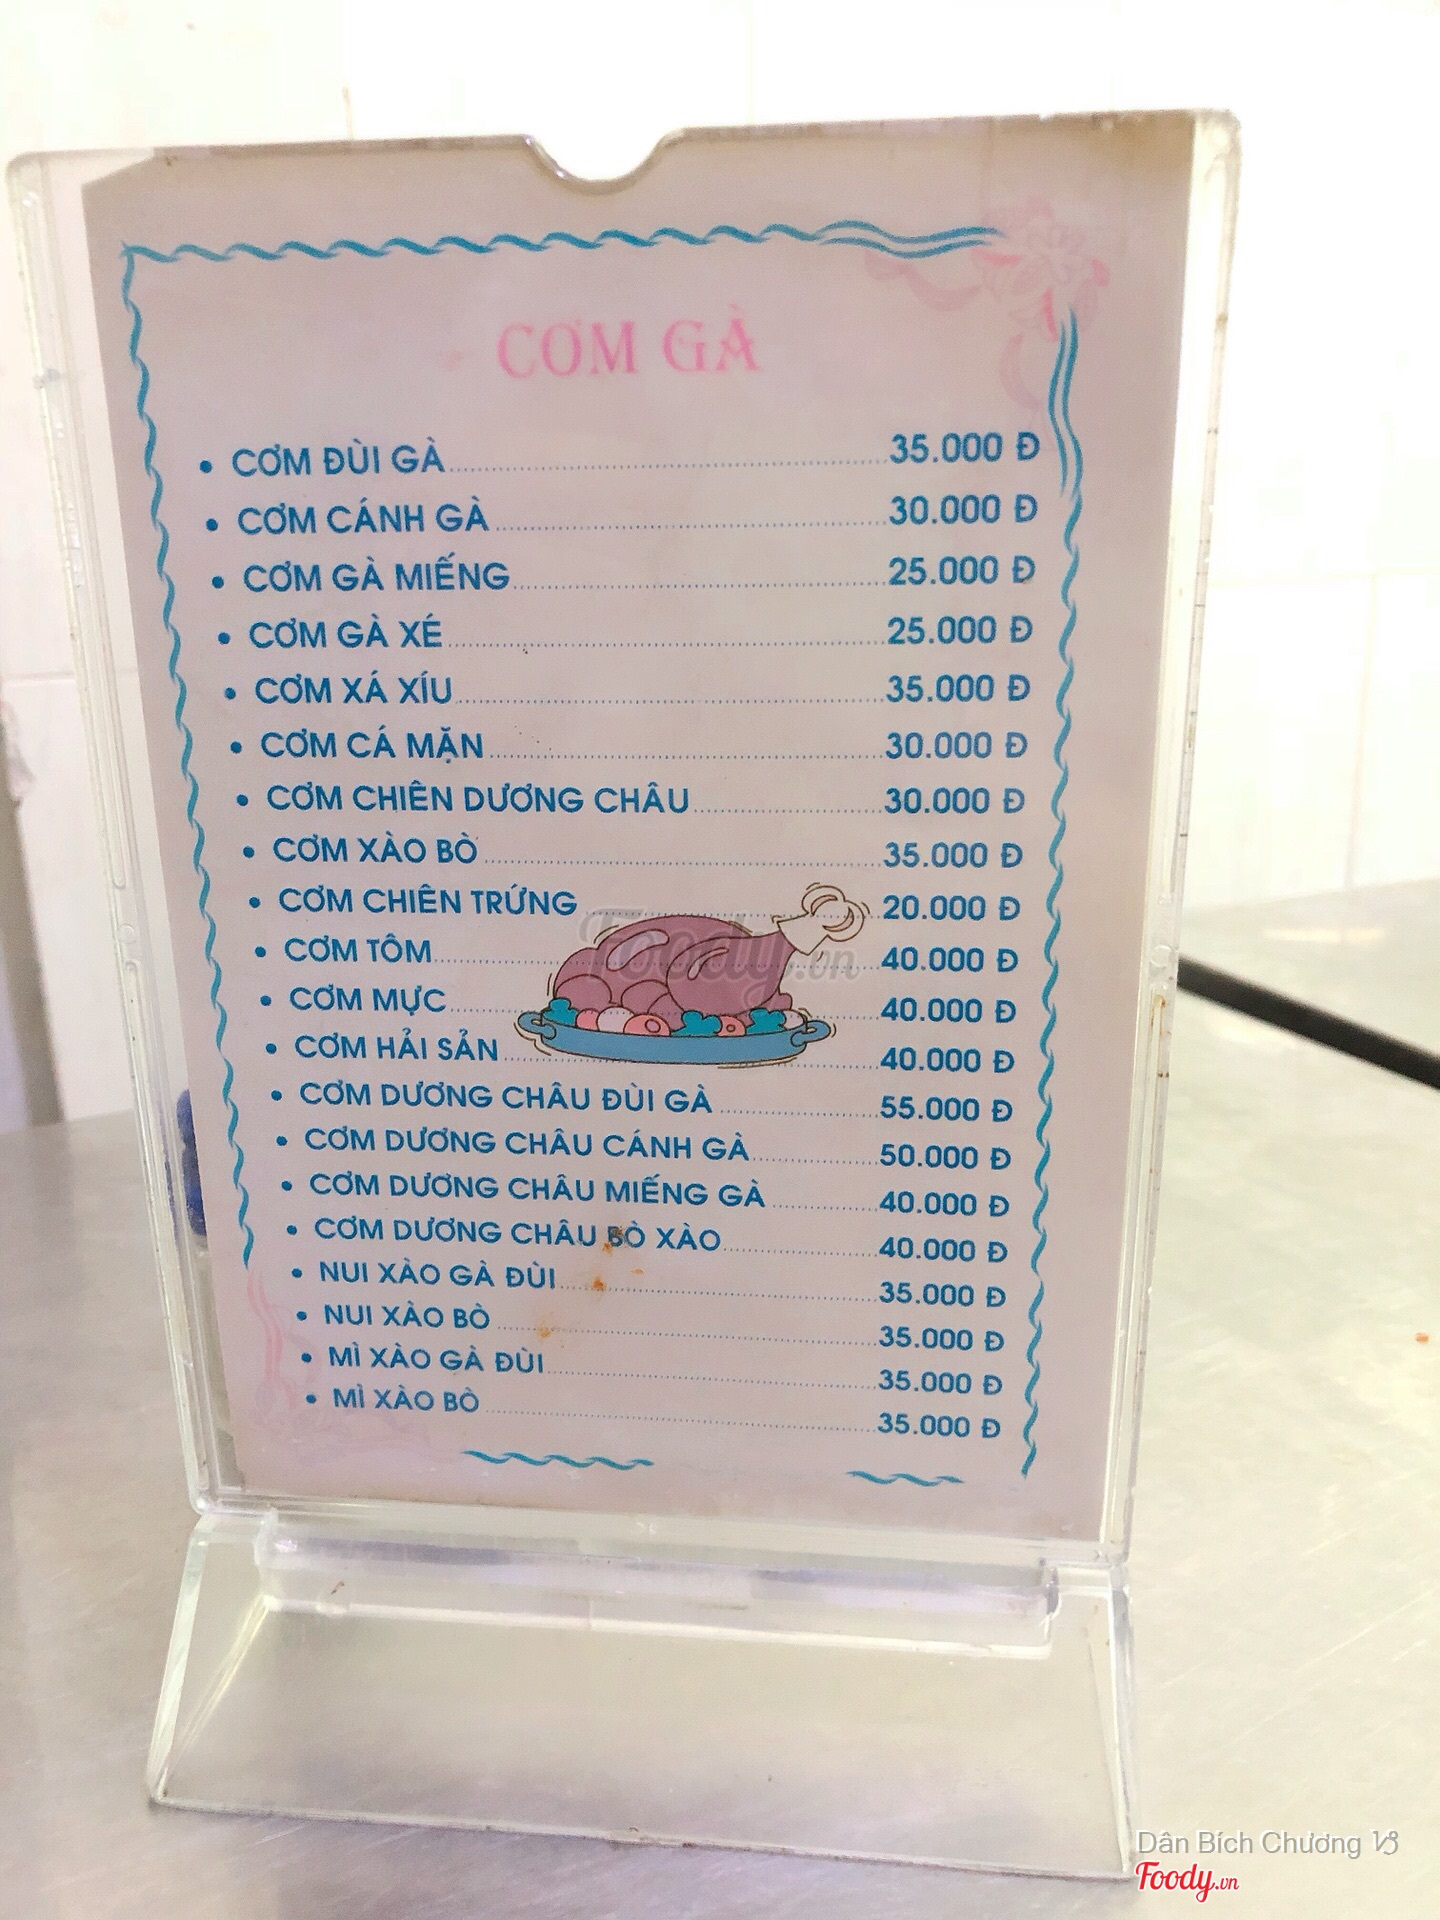 CƠM GÀ
• CƠM ĐÙI GÀ 35.000 Đ
• CƠM CÁNH GÀ 30.000 Đ
• CƠM GÀ MIẾNG 25.000 Đ
• CƠM GÀ XÉ 25.000 Đ
• CƠM XÁ XÍU 35.000 Đ
• CƠM CÁ MẶN 30.000 Đ
• CƠM CHIÊN DƯƠNG CHÂU 30.000 Đ
• CƠM XÀO BÒ 35.000 Đ
• CƠM CHIÊN TRỨNG 20.000 Đ
• CƠM TÔM 40.000 Đ
• CƠM MỰC 40.000 Đ
• CƠM HẢI SẢN 40.000 Đ
• CƠM DƯƠNG CHÂU ĐÙI GÀ 55.000 Đ
• CƠM DƯƠNG CHÂU CÁNH GÀ 50.000 Đ
• CƠM DƯƠNG CHÂU MIẾNG GÀ 40.000 Đ
• CƠM DƯƠNG CHÂU BÒ XÀO 40.000 Đ
• NUI XÀO GÀ ĐÙI 35.000 Đ
• NUI XÀO BÒ 35.000 Đ
• MÌ XÀO GÀ ĐÙI 35.000 Đ
• MÌ XÀO BÒ 35.000 Đ
Foody.vn
Dân Bích Chương ♑
Foody.vn